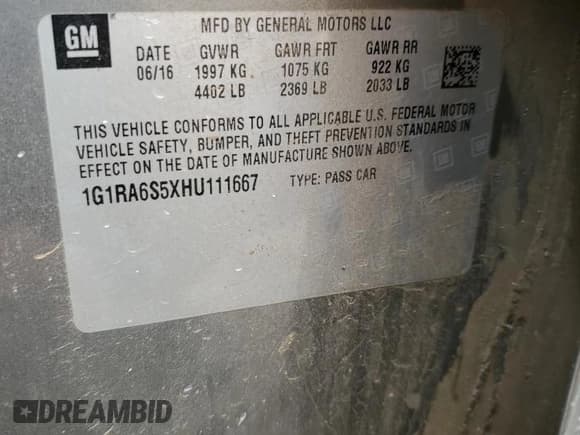 GM
MFD BY GENERAL MOTORS LLC
DATE GVWR GAWR FRT GAWR RR
06/16 1997 KG 1075 KG 922 KG
4402 LB 2369 LB 2033 LB
THIS VEHICLE CONFORMS TO ALL APPLICABLE U.S. FEDERAL MOTOR
VEHICLE SAFETY, BUMPER, AND THEFT PREVENTION STANDARDS IN
EFFECT ON THE DATE OF MANUFACTURE SHOWN ABOVE.
1G1RA6S5XHU111667 TYPE: PASS CAR
DREAMBID